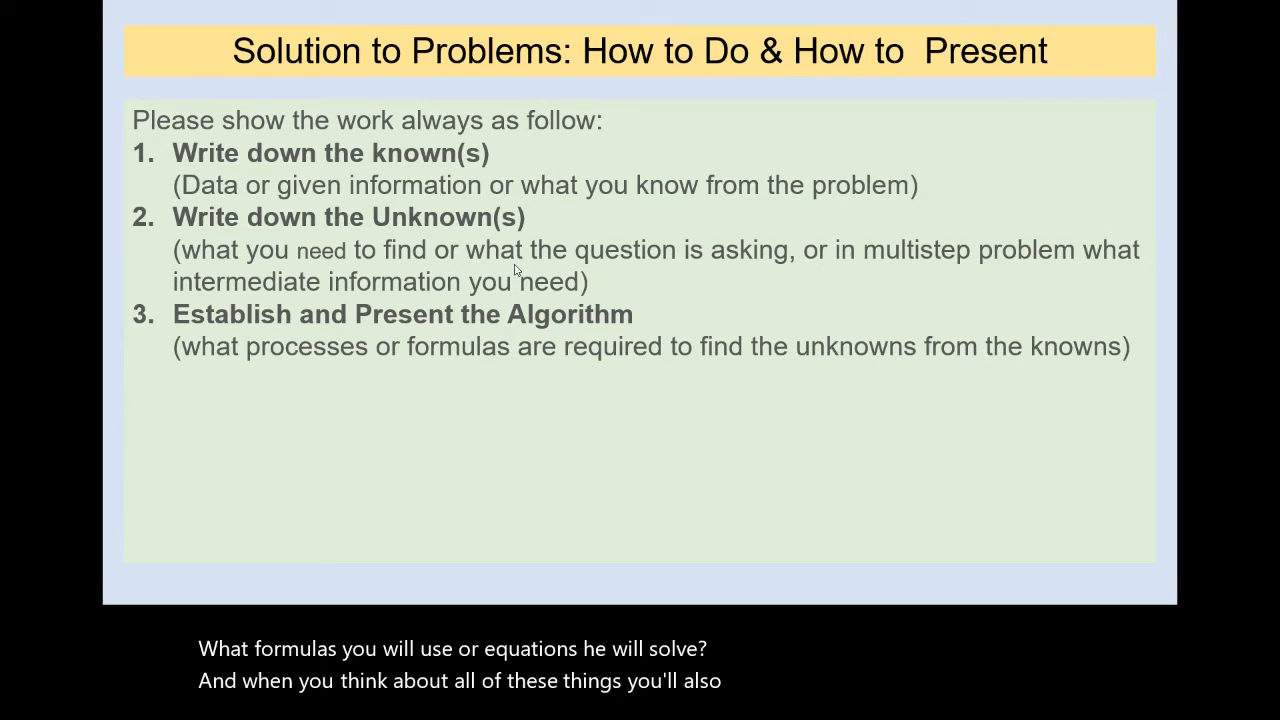 Solution to Problems: How to Do & How to Present
Please show the work always as follow:
1. Write down the known(s)
(Data or given information or what you know from the problem)
2. Write down the Unknown(s)
(what you need to find or what the question is asking, or in multistep problem what
intermediate information you need)
3. Establish and Present the Algorithm
(what processes or formulas are required to find the unknowns from the knowns)
What formulas you will use or equations he will solve?
And when you think about all of these things you'll also